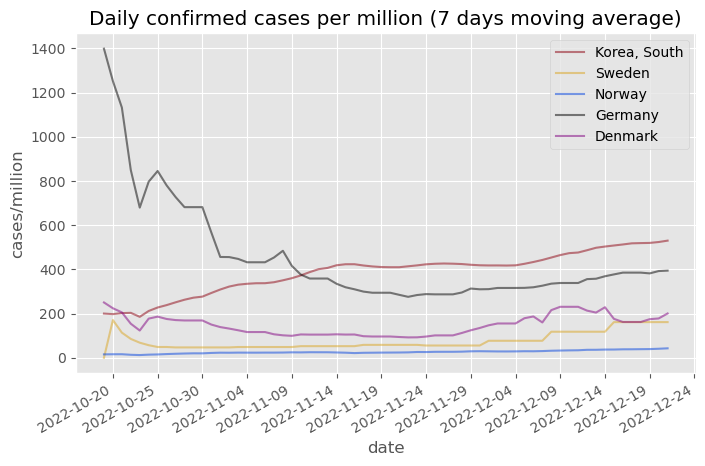 Daily confirmed cases per million (7 days moving average)
1400
1200
1000
800
600
400
200
0
cases/million
Korea, South
Sweden
Norway
Germany
Denmark
2022-10-20
2022-10-25
2022-10-30
2022-11-04
2022-11-09
2022-11-14
2022-11-19
2022-11-24
2022-11-29
2022-12-04
2022-12-09
2022-12-14
2022-12-19
2022-12-24
date